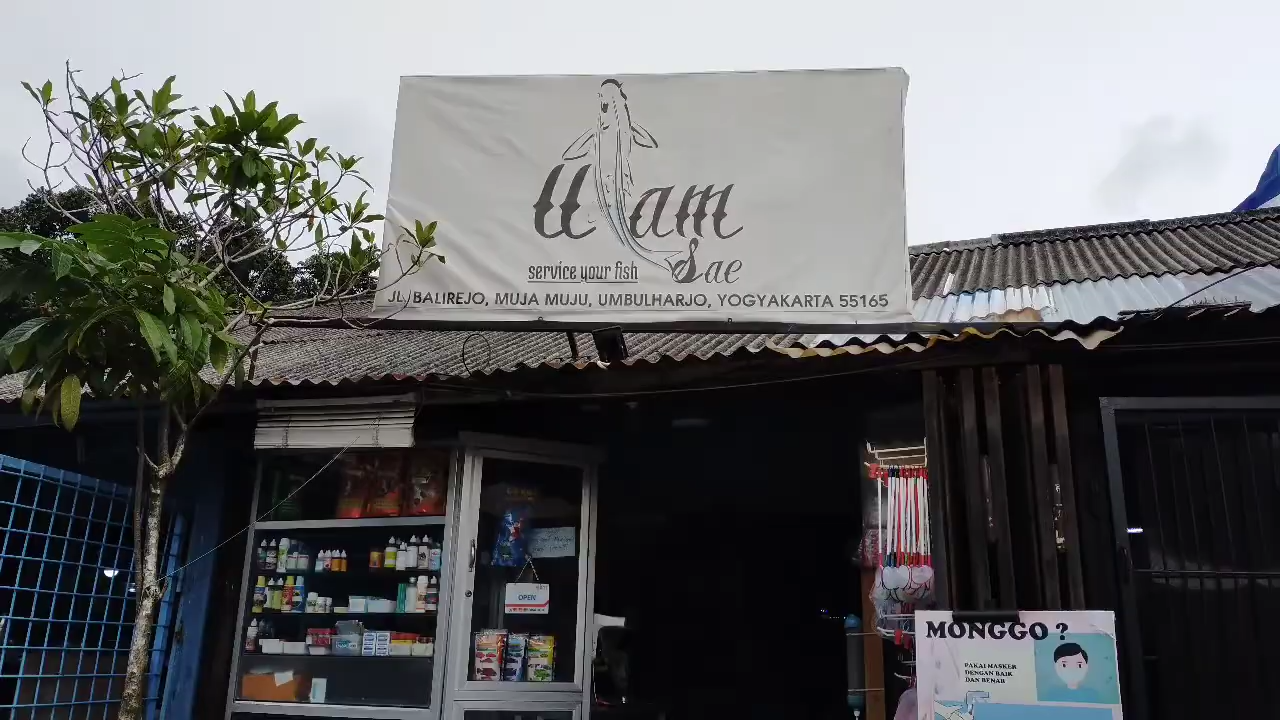 Utam
Sae
service your fish
JL. BALIREJO, MUJA MUJU, UMBULHARJO, YOGYAKARTA 55165
OPEN
MONGGO ?
PAKAI MASKER
DENGAN BAIK
DAN BENAR